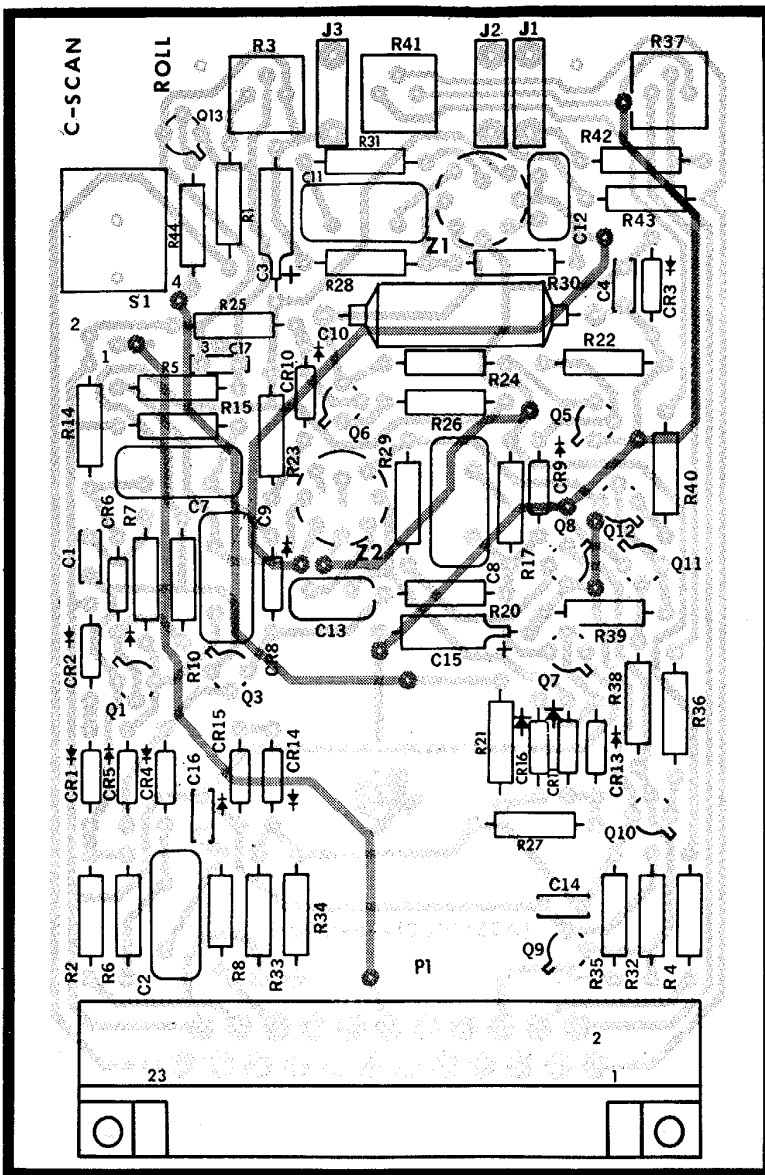 C-SCAN
ROLL
R3
J3
R41
J2
J1
R37
Q13
R31
R42
C11
R44
R1
C3
+
Z1
C12
R43
R28
R30
C4
CR3
S1
4
R25
2
1
3
C17
C10
CR10
R22
R5
R24
R14
R15
R23
Q6
R26
Q5
R29
CR9
R40
CR6
R7
C7
C9
Q8
Q12
C1
Z2
C8
R17
Q11
CR8
C13
R20
R39
CR2
R10
C15
+
Q1
Q3
Q7
R38
R36
CR15
CR14
R21
CR16
CR11
CR13
CR1
CR5
CR4
C16
R27
Q10
C14
R2
R6
C2
R8
R33
R34
P1
Q9
R35
R32
R4
2
23
1